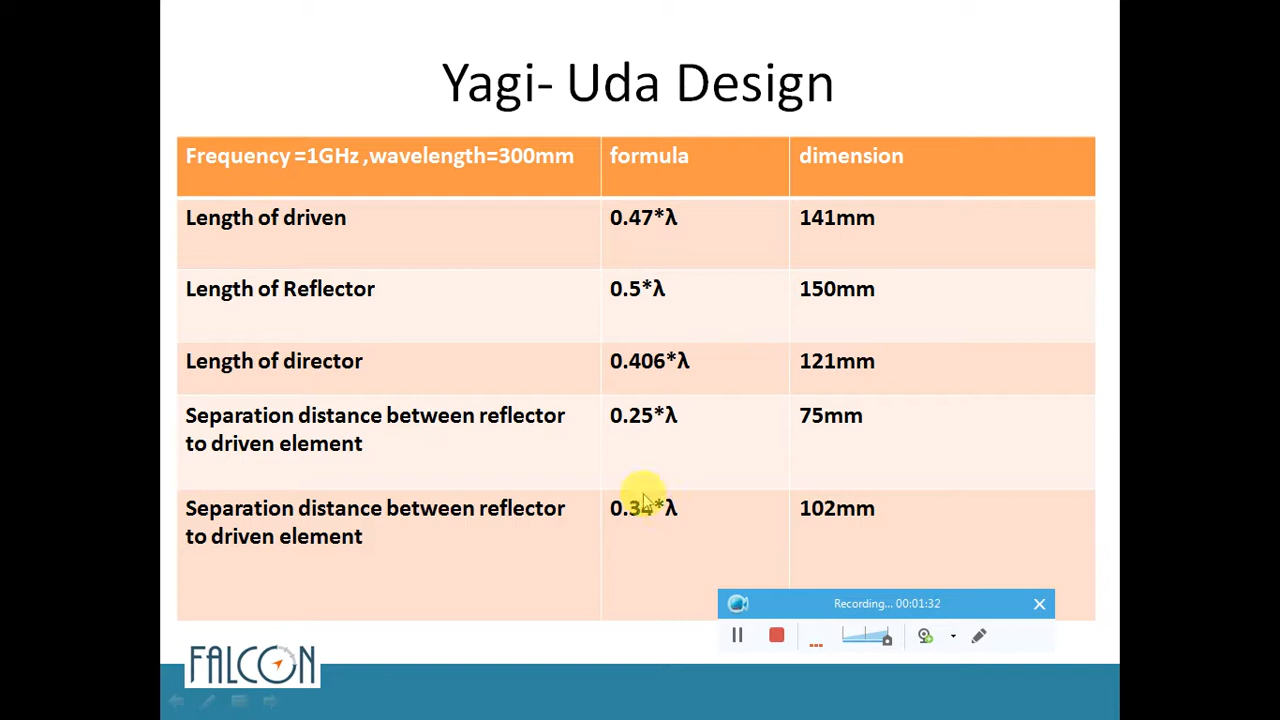 Yagi- Uda Design
Frequency =1GHz ,wavelength=300mm formula dimension
Length of driven 0.47*λ 141mm
Length of Reflector 0.5*λ 150mm
Length of director 0.406*λ 121mm
Separation distance between reflector 0.25*λ 75mm
to driven element
Separation distance between reflector 0.34*λ 102mm
to driven element
Recording... 00:01:32
FALCON